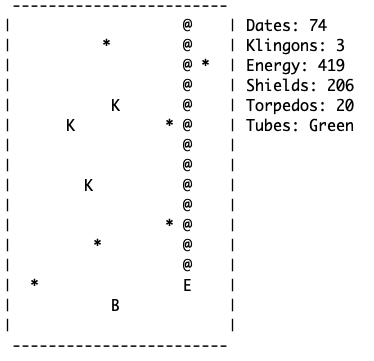 ------------------------
|                   @    | Dates: 74
|          *        @    | Klingons: 3
|                   @ *  | Energy: 419
|                   @    | Shields: 206
|           K       @    | Torpedos: 20
|      K          * @    | Tubes: Green
|                   @    |
|                   @    |
|        K          @    |
|                   @    |
|                 * @    |
|         *         @    |
|                   @    |
|  *                E    |
|           B            |
|                        |
------------------------